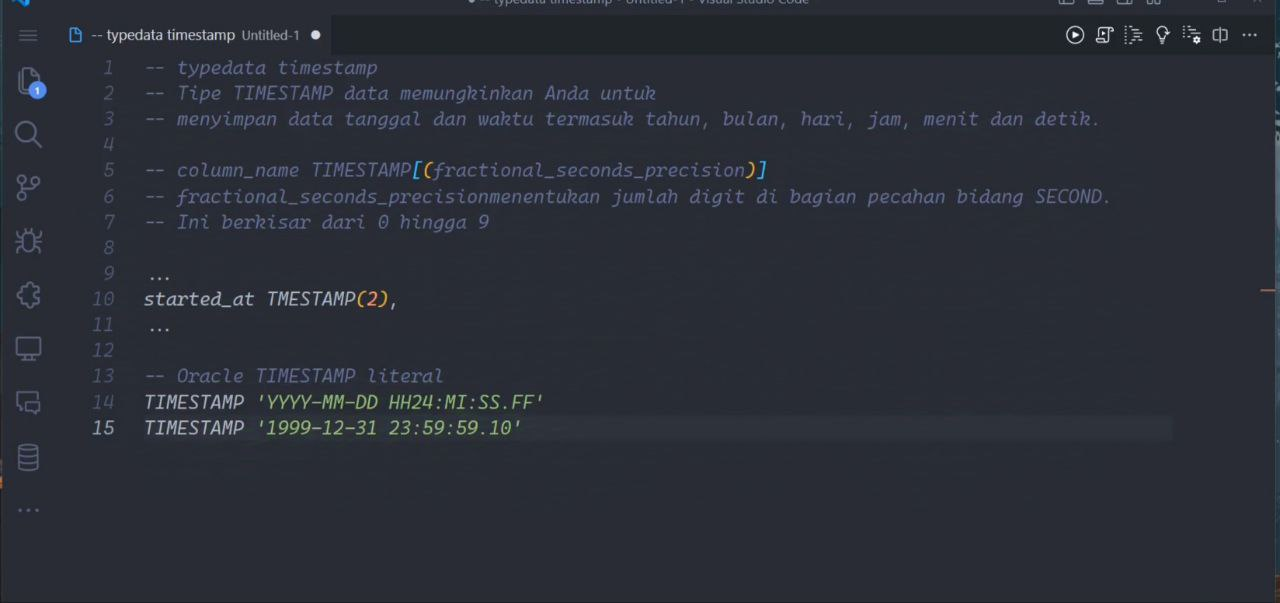 -- typedata timestamp - Untitled-1 - Visual Studio Code
-- typedata timestamp Untitled-1
1 -- typedata timestamp
2 -- Tipe TIMESTAMP data memungkinkan Anda untuk
3 -- menyimpan data tanggal dan waktu termasuk tahun, bulan, hari, jam, menit dan detik.
4
5 -- column_name TIMESTAMP[(fractional_seconds_precision)]
6 -- fractional_seconds_precisionmenentukan jumlah digit di bagian pecahan bidang SECOND.
7 -- Ini berkisar dari 0 hingga 9
8
9 ...
10 started_at TMESTAMP(2),
11 ...
12
13 -- Oracle TIMESTAMP literal
14 TIMESTAMP 'YYYY-MM-DD HH24:MI:SS.FF'
15 TIMESTAMP '1999-12-31 23:59:59.10'
1